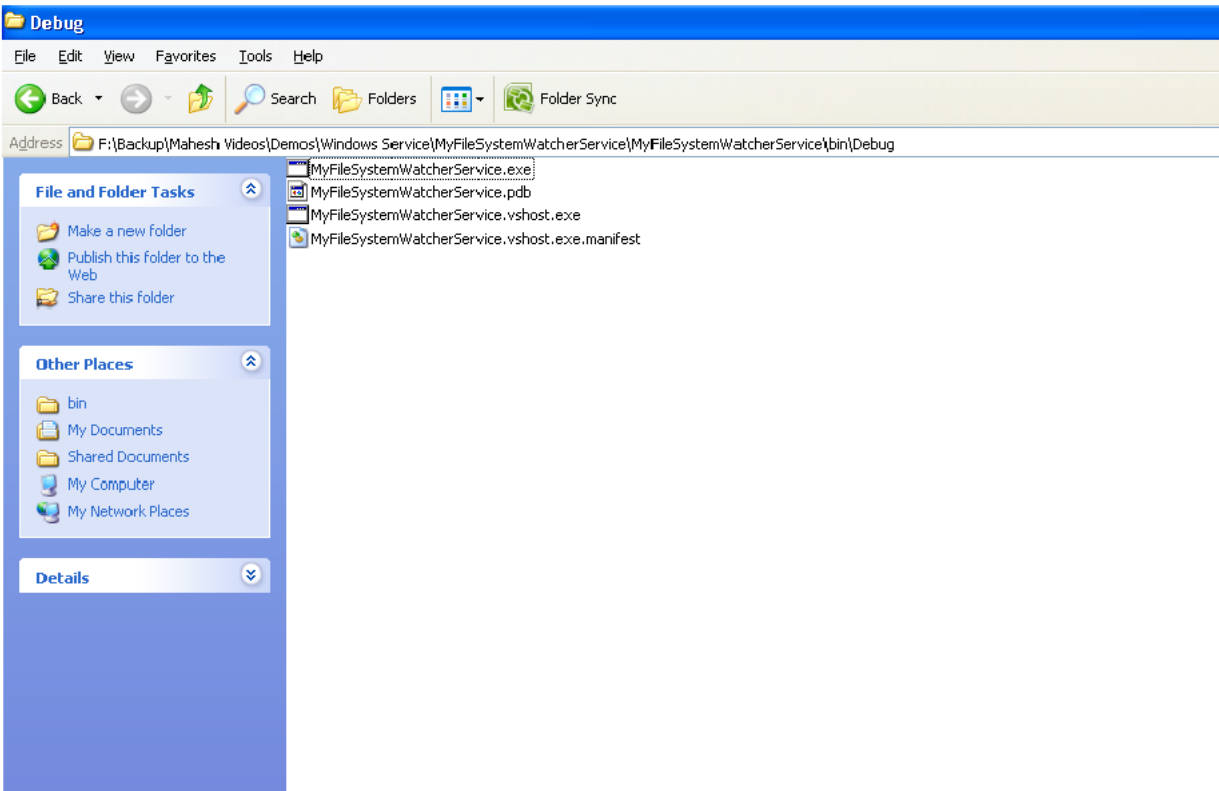 Debug
File Edit View Favorites Tools Help
Back Search Folders Folder Sync
Address F:\Backup\Mahesh Videos\Demos\Windows Service\MyFileSystemWatcherService\MyFileSystemWatcherService\bin\Debug
File and Folder Tasks
Make a new folder
Publish this folder to the
Web
Share this folder
Other Places
bin
My Documents
Shared Documents
My Computer
My Network Places
Details
MyFileSystemWatcherService.exe
MyFileSystemWatcherService.pdb
MyFileSystemWatcherService.vshost.exe
MyFileSystemWatcherService.vshost.exe.manifest